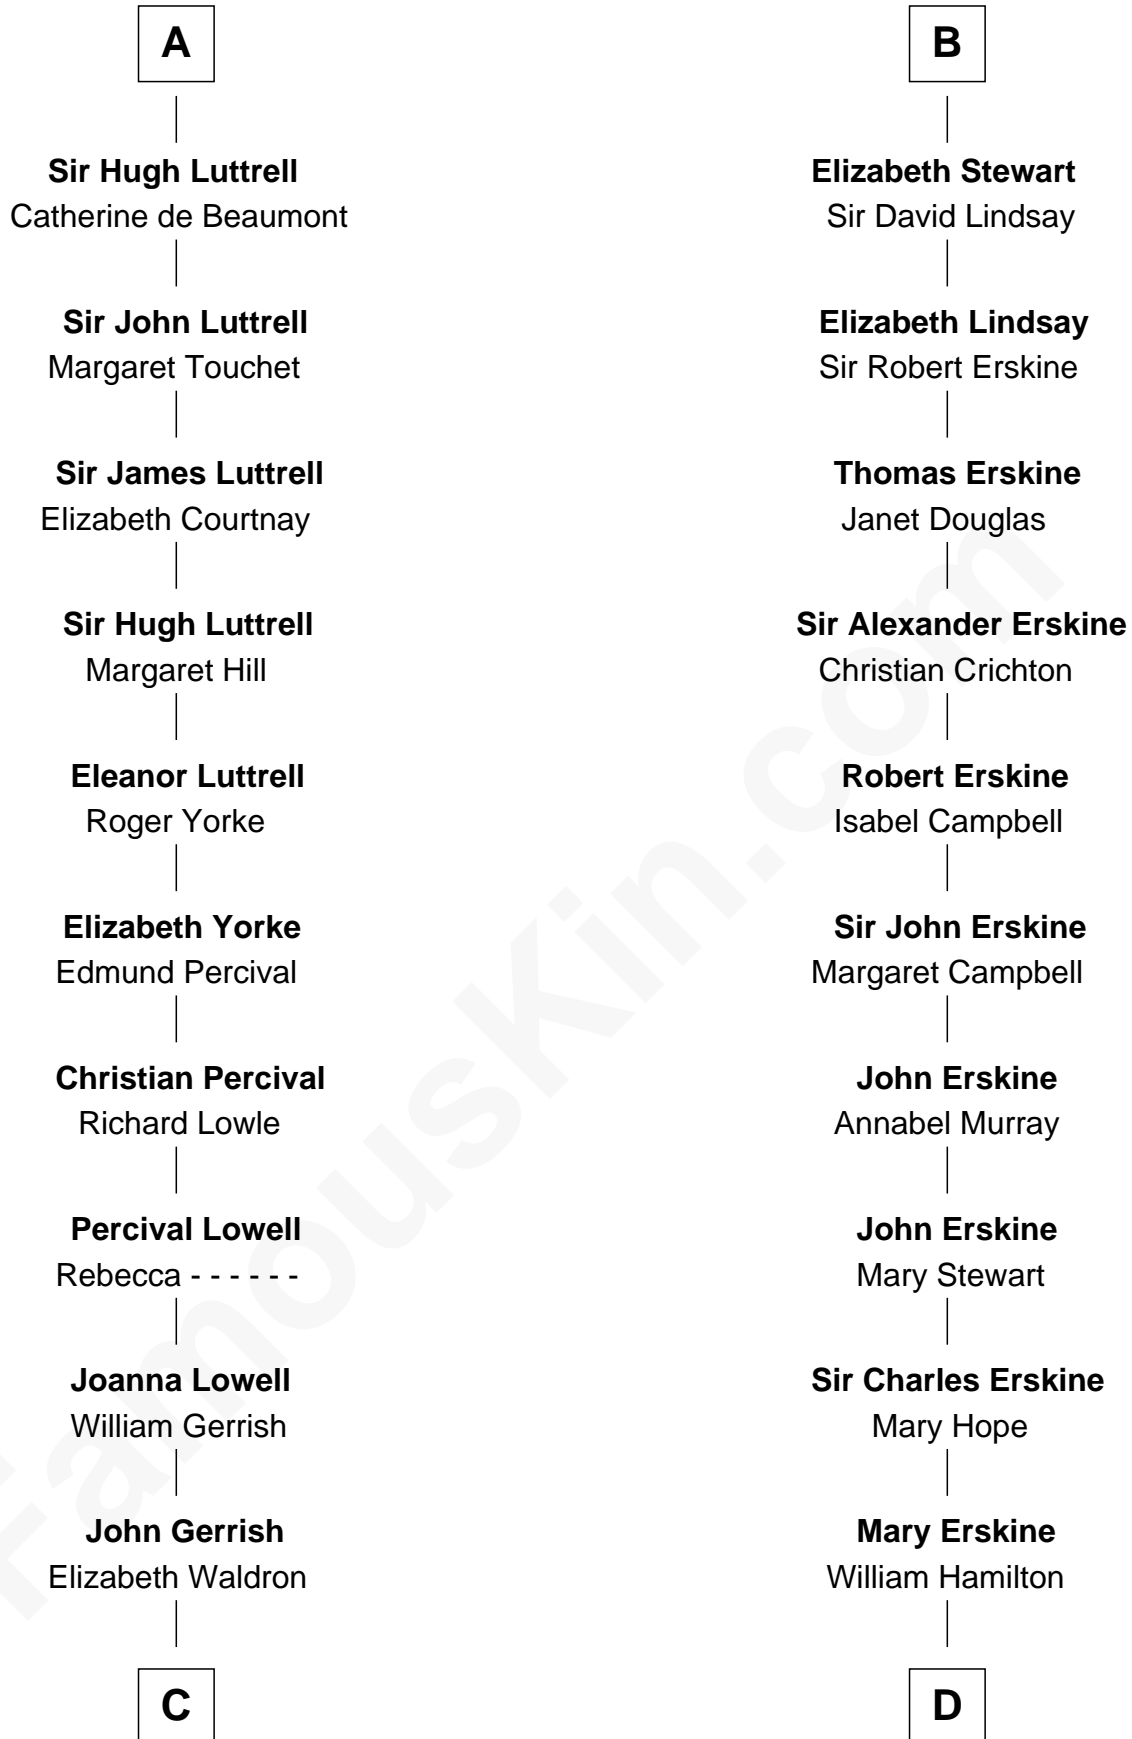 A
Sir Hugh Luttrell
Catherine de Beaumont
Sir John Luttrell
Margaret Touchet
Sir James Luttrell
Elizabeth Courtnay
Sir Hugh Luttrell
Margaret Hill
Eleanor Luttrell
Roger Yorke
Elizabeth Yorke
Edmund Percival
Christian Percival
Richard Lowle
Percival Lowell
Rebecca - - - - - -
Joanna Lowell
William Gerrish
John Gerrish
Elizabeth Waldron
C
B
Elizabeth Stewart
Sir David Lindsay
Elizabeth Lindsay
Sir Robert Erskine
Thomas Erskine
Janet Douglas
Sir Alexander Erskine
Christian Crichton
Robert Erskine
Isabel Campbell
Sir John Erskine
Margaret Campbell
John Erskine
Annabel Murray
John Erskine
Mary Stewart
Sir Charles Erskine
Mary Hope
Mary Erskine
William Hamilton
D
FamousKin.com